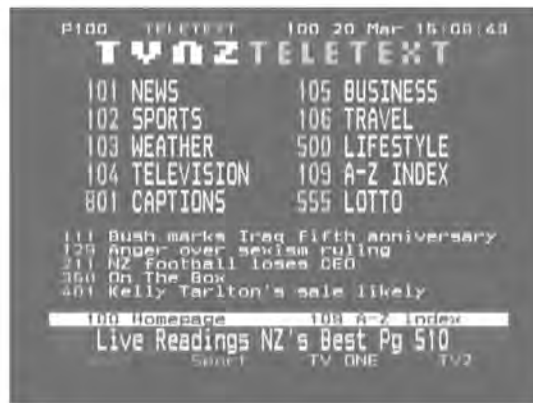 P100 TELETEXT 100 20 Mar 15:00:49
TVNZ TELETEXT
101 NEWS 105 BUSINESS
102 SPORTS 106 TRAVEL
103 WEATHER 500 LIFESTYLE
104 TELEVISION 109 A-Z INDEX
801 CAPTIONS 555 LOTTO
111 Bush marks Iraq fifth anniversary
129 Anger over sexism ruling
211 NZ Football loses CEO
360 On The Box
401 Kelly Tarlton's sale likely
100 Homepage 109 A-Z Index
Live Readings NZ's Best Pg 510
Sport TV ONE TV2